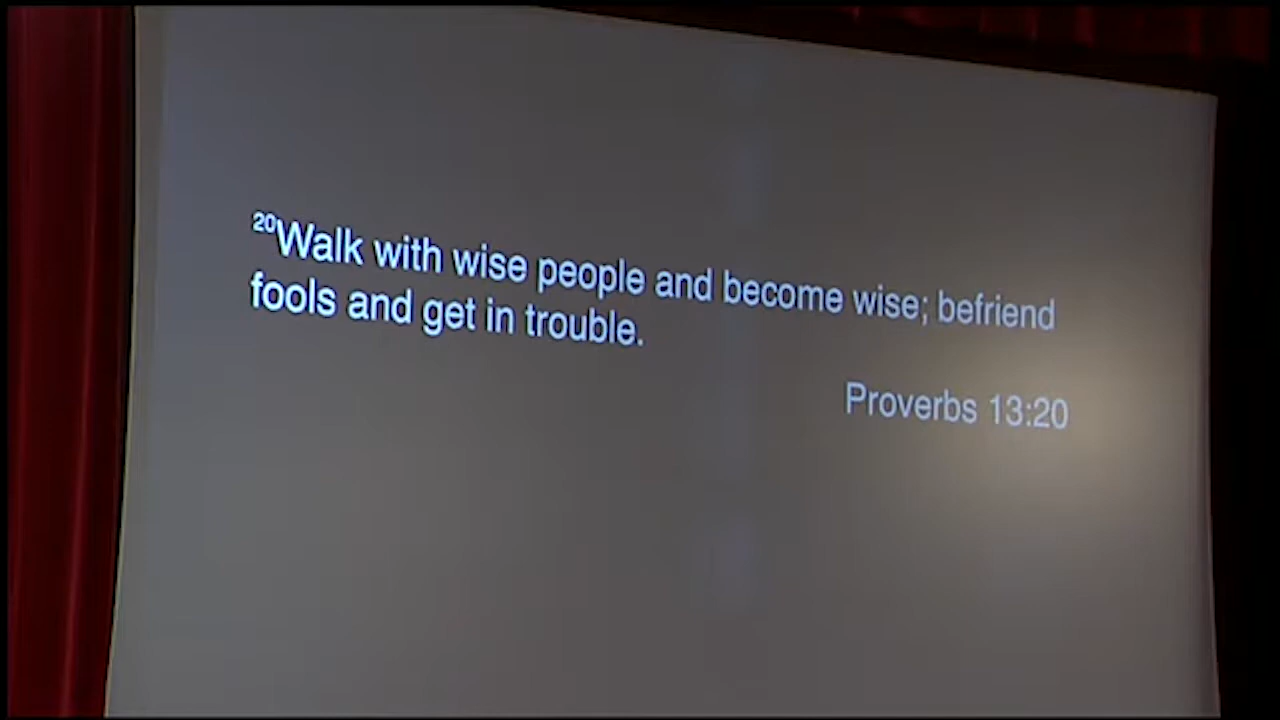 20Walk with wise people and become wise; befriend
fools and get in trouble.
Proverbs 13:20